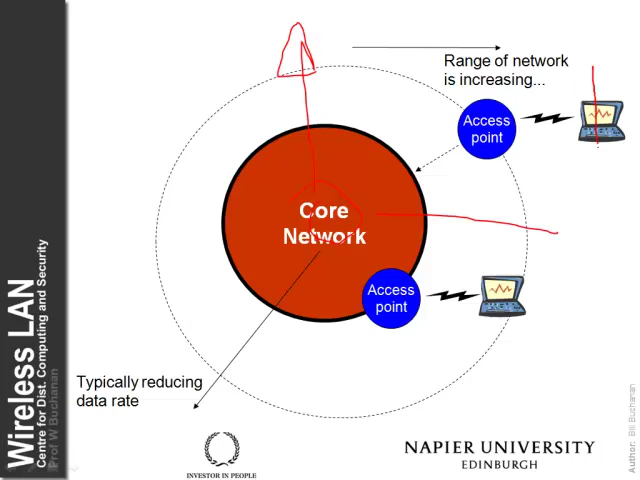 Range of network
is increasing...
Access
point
Core
Network
Access
point
Typically reducing
data rate
Wireless LAN
Centre for Dist. Computing and Security
Prof W Buchanan
INVESTOR IN PEOPLE
NAPIER UNIVERSITY
EDINBURGH
Author: Bill Buchanan